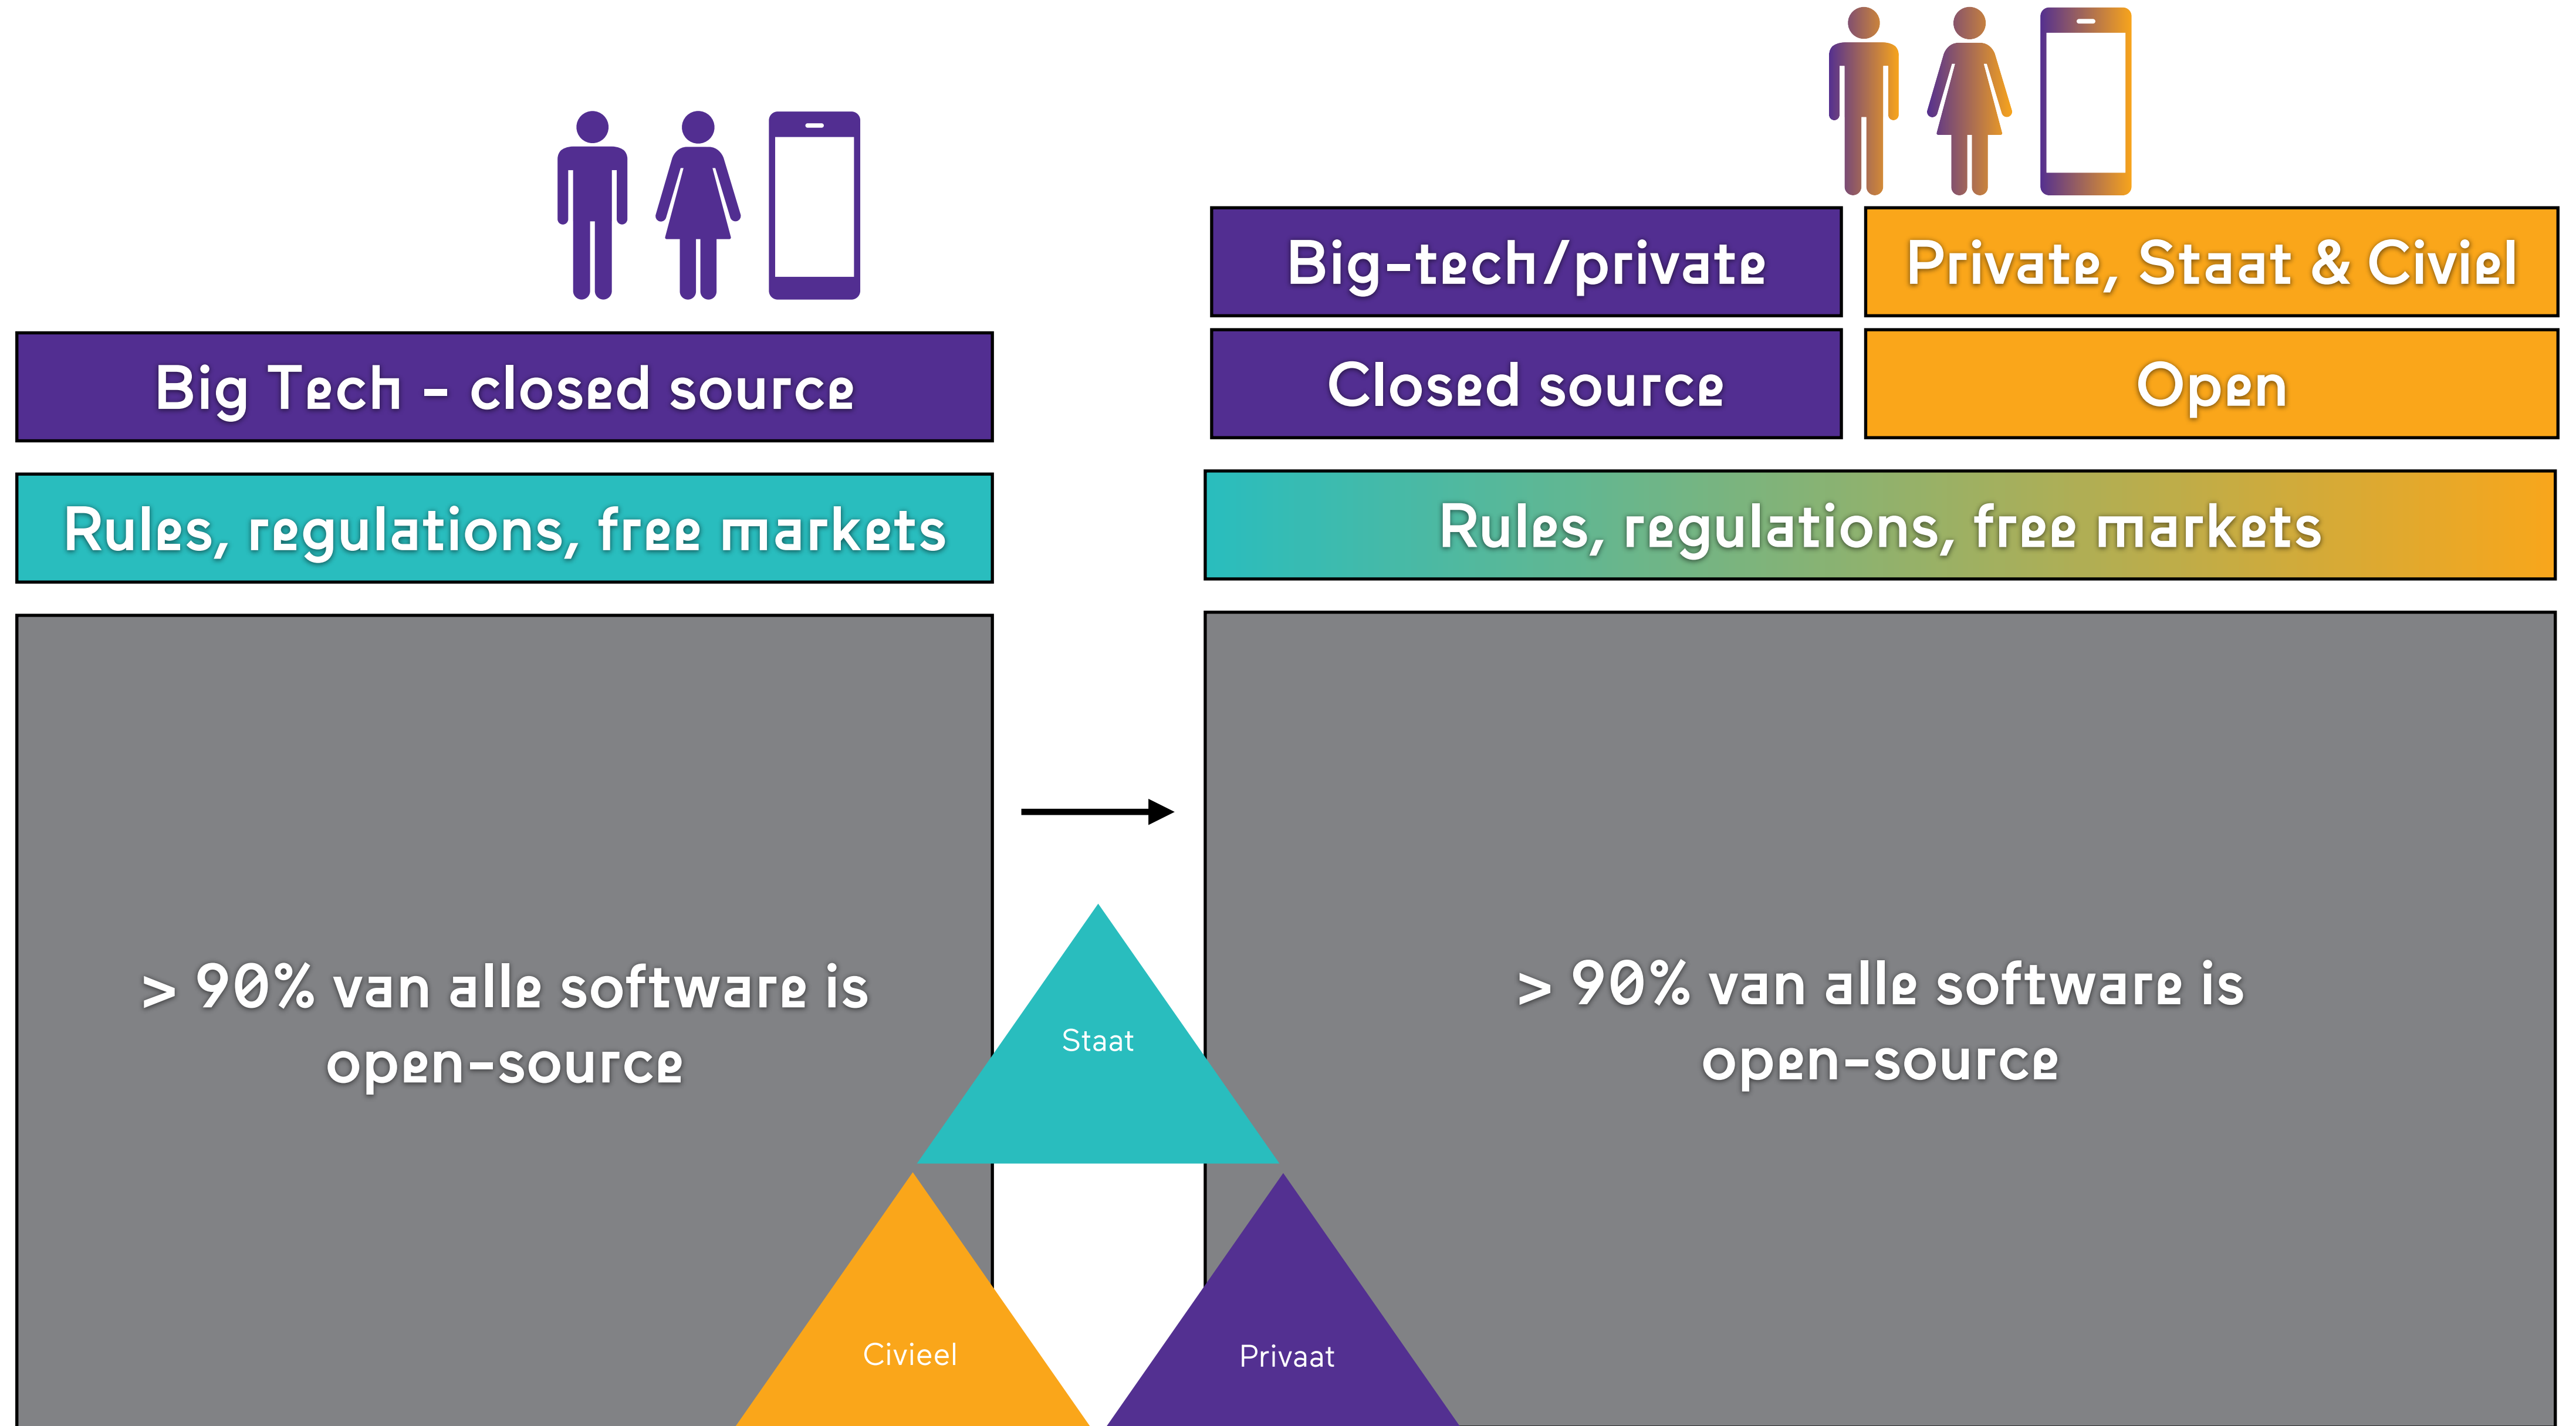 Big Tech - closed source
Rules, regulations, free markets
> 90% van alle software is
open-source
Big-tech/private
Private, Staat & Civiel
Closed source
Open
Rules, regulations, free markets
> 90% van alle software is
open-source
Staat
Civieel
Privaat